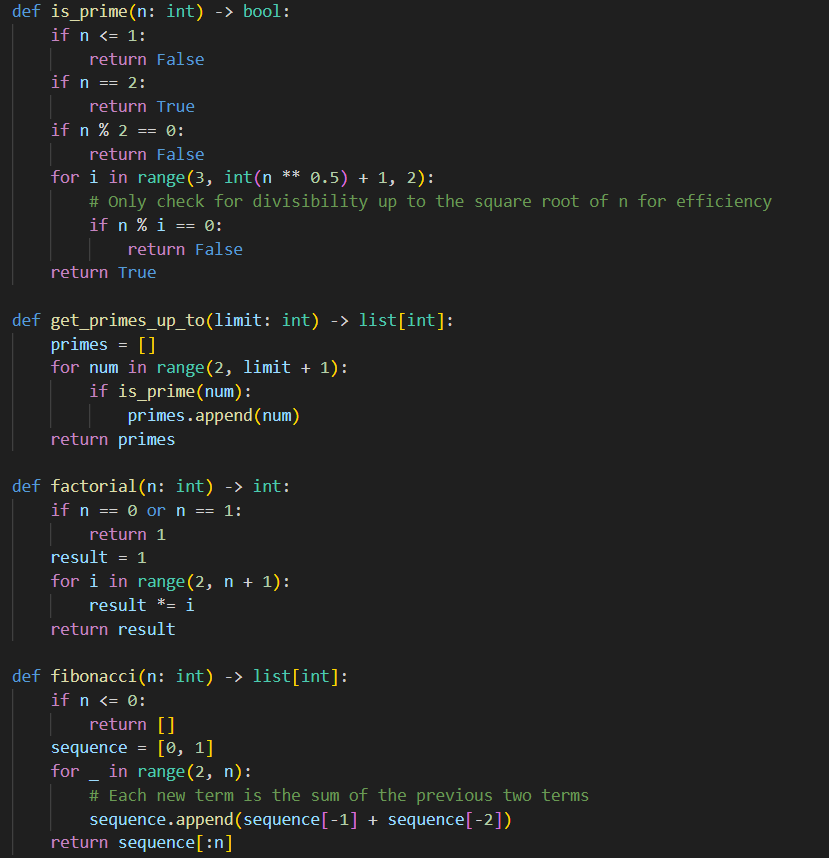 def is_prime(n: int) -> bool:
    if n <= 1:
        return False
    if n == 2:
        return True
    if n % 2 == 0:
        return False
    for i in range(3, int(n ** 0.5) + 1, 2):
        # Only check for divisibility up to the square root of n for efficiency
        if n % i == 0:
            return False
    return True

def get_primes_up_to(limit: int) -> list[int]:
    primes = []
    for num in range(2, limit + 1):
        if is_prime(num):
            primes.append(num)
    return primes

def factorial(n: int) -> int:
    if n == 0 or n == 1:
        return 1
    result = 1
    for i in range(2, n + 1):
        result *= i
    return result

def fibonacci(n: int) -> list[int]:
    if n <= 0:
        return []
    sequence = [0, 1]
    for _ in range(2, n):
        # Each new term is the sum of the previous two terms
        sequence.append(sequence[-1] + sequence[-2])
    return sequence[:n]